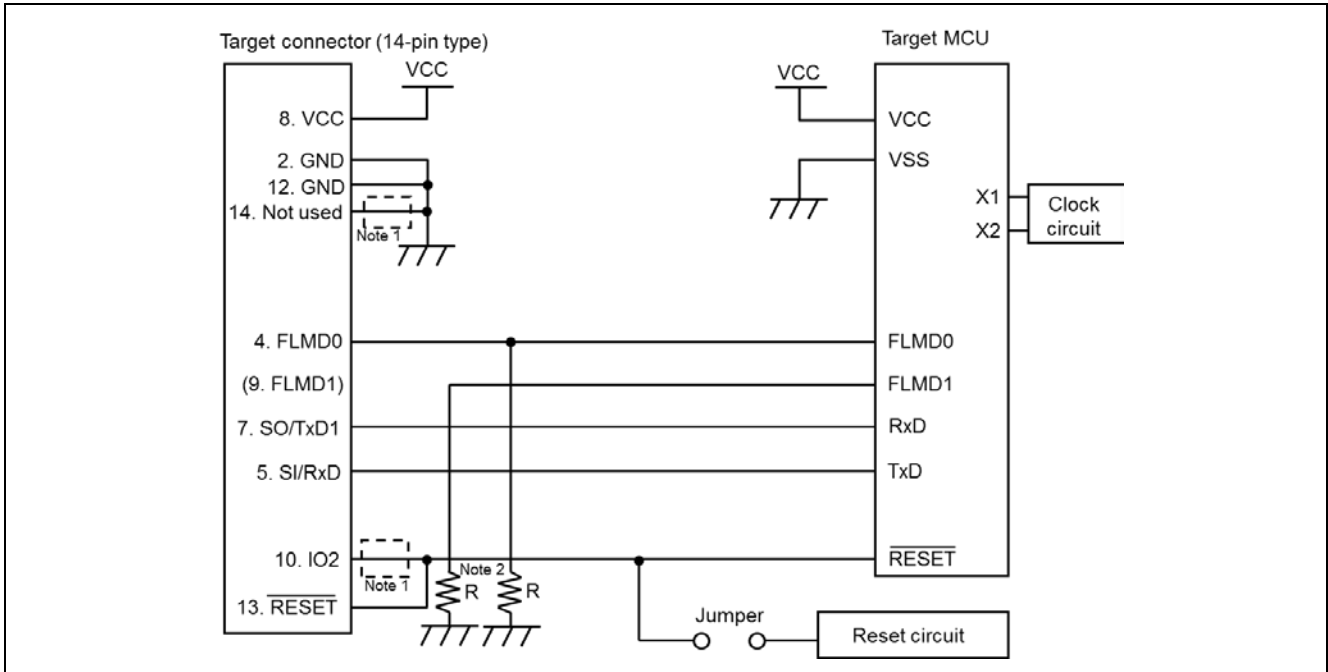 Target connector (14-pin type)
VCC
8. VCC
2. GND
12. GND
14. Not used
Note 1
4. FLMD0
(9. FLMD1)
7. SO/TxD1
5. SI/RxD
10. IO2
Note 1
13. RESET
Note 2
R
R
Jumper
Reset circuit
Target MCU
VCC
VCC
VSS
X1
X2
Clock
circuit
FLMD0
FLMD1
RxD
TxD
RESET